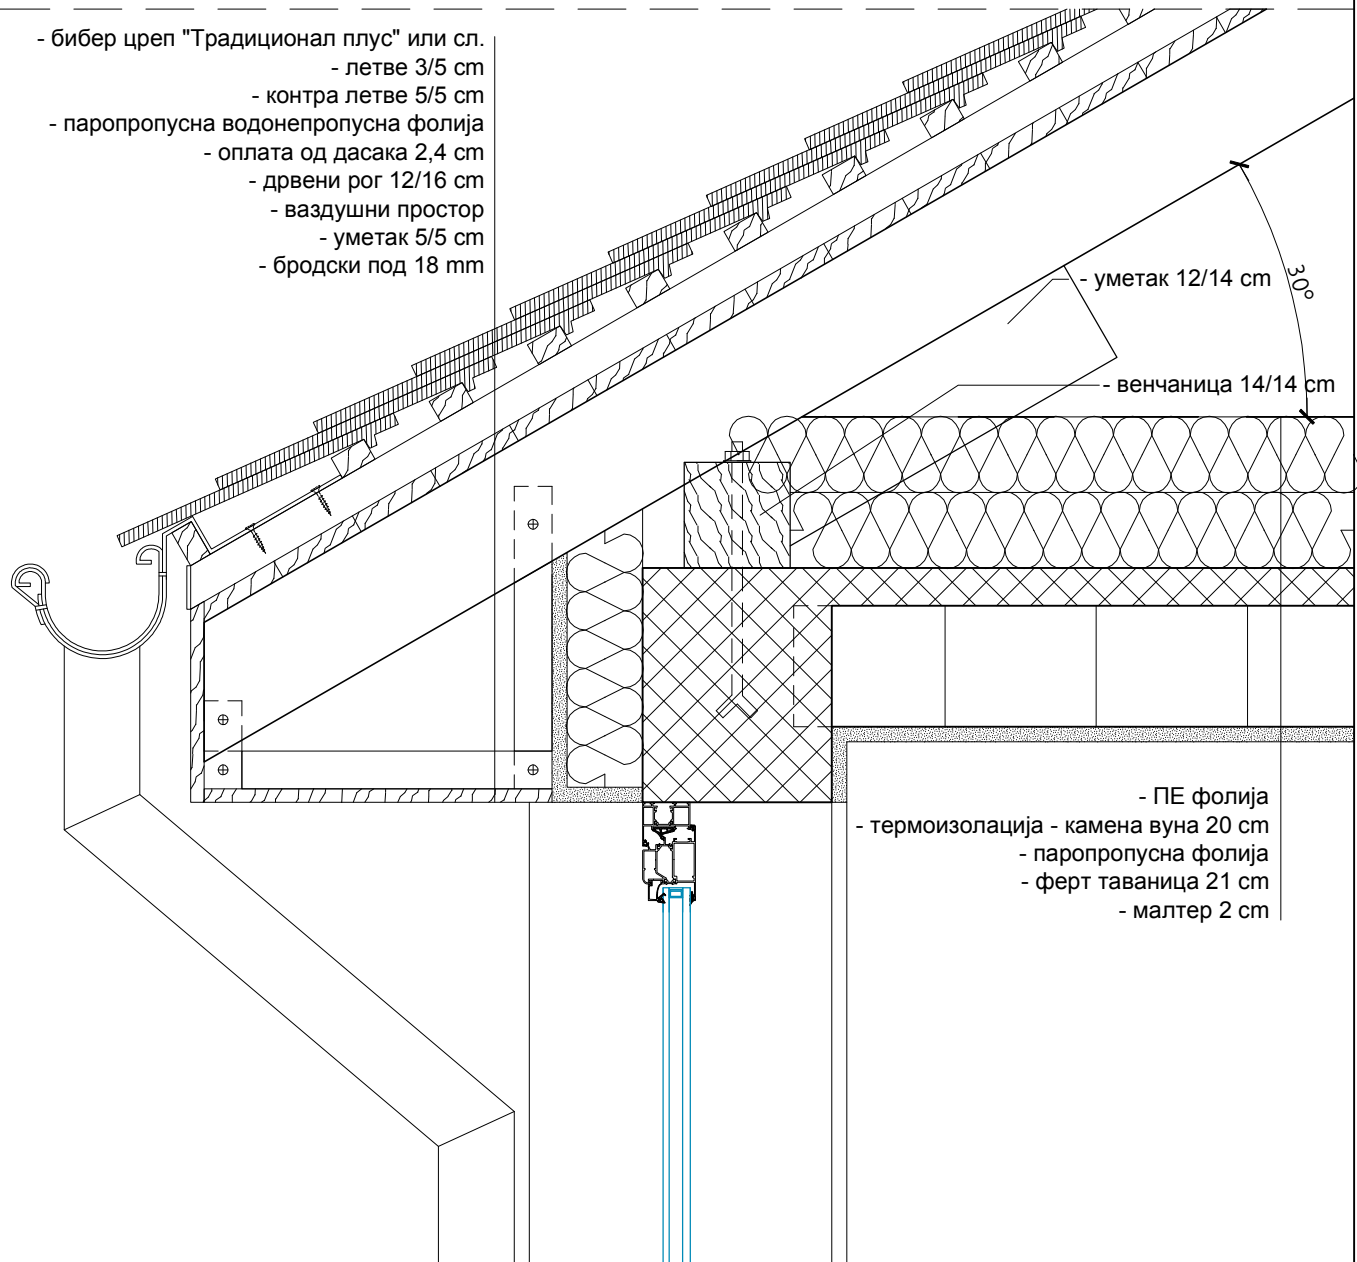 - бибер цреп "Традиционал плус" или сл.
- летве 3/5 cm
- контра летве 5/5 cm
- паропропусна водонепропусна фолија
- оплата од дасака 2,4 cm
- дрвени рог 12/16 cm
- ваздушни простор
- уметак 5/5 cm
- бродски под 18 mm
- уметак 12/14 cm
30°
- венчаница 14/14 cm
- ПЕ фолија
- термоизолација - камена вуна 20 cm
- паропропусна фолија
- ферт таваница 21 cm
- малтер 2 cm